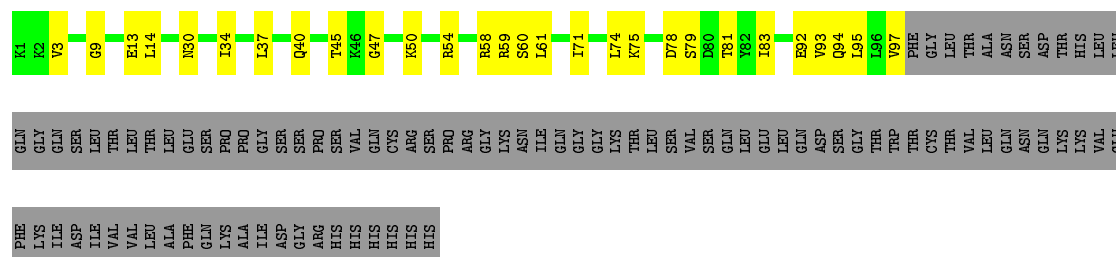 K1 K2 V3 G9 E13 L14 N30 I34 L37 Q40 T45 K46 G47 K50 R54 R58 R59 S60 L61 I71 L74 K75 D78 S79 D80 T81 Y82 I83 E92 V93 Q94 L95 L96 V97 PHE GLY LEU THR ALA ASN SER ASP THR HIS LEU LEU
GLN GLY GLN SER LEU THR LEU THR LEU GLU SER PRO PRO GLY SER SER PRO SER VAL GLN CYS ARG SER PRO ARG GLY LYS ASN ILE GLN GLY GLY LYS THR LEU SER VAL SER GLN LEU GLU LEU GLN ASP SER GLY THR TRP THR CYS THR VAL LEU GLN ASN GLN LYS LYS VAL GLU
PHE LYS ILE ASP ILE VAL VAL LEU ALA PHE GLN LYS ALA ILE ASP GLY ARG HIS HIS HIS HIS HIS HIS